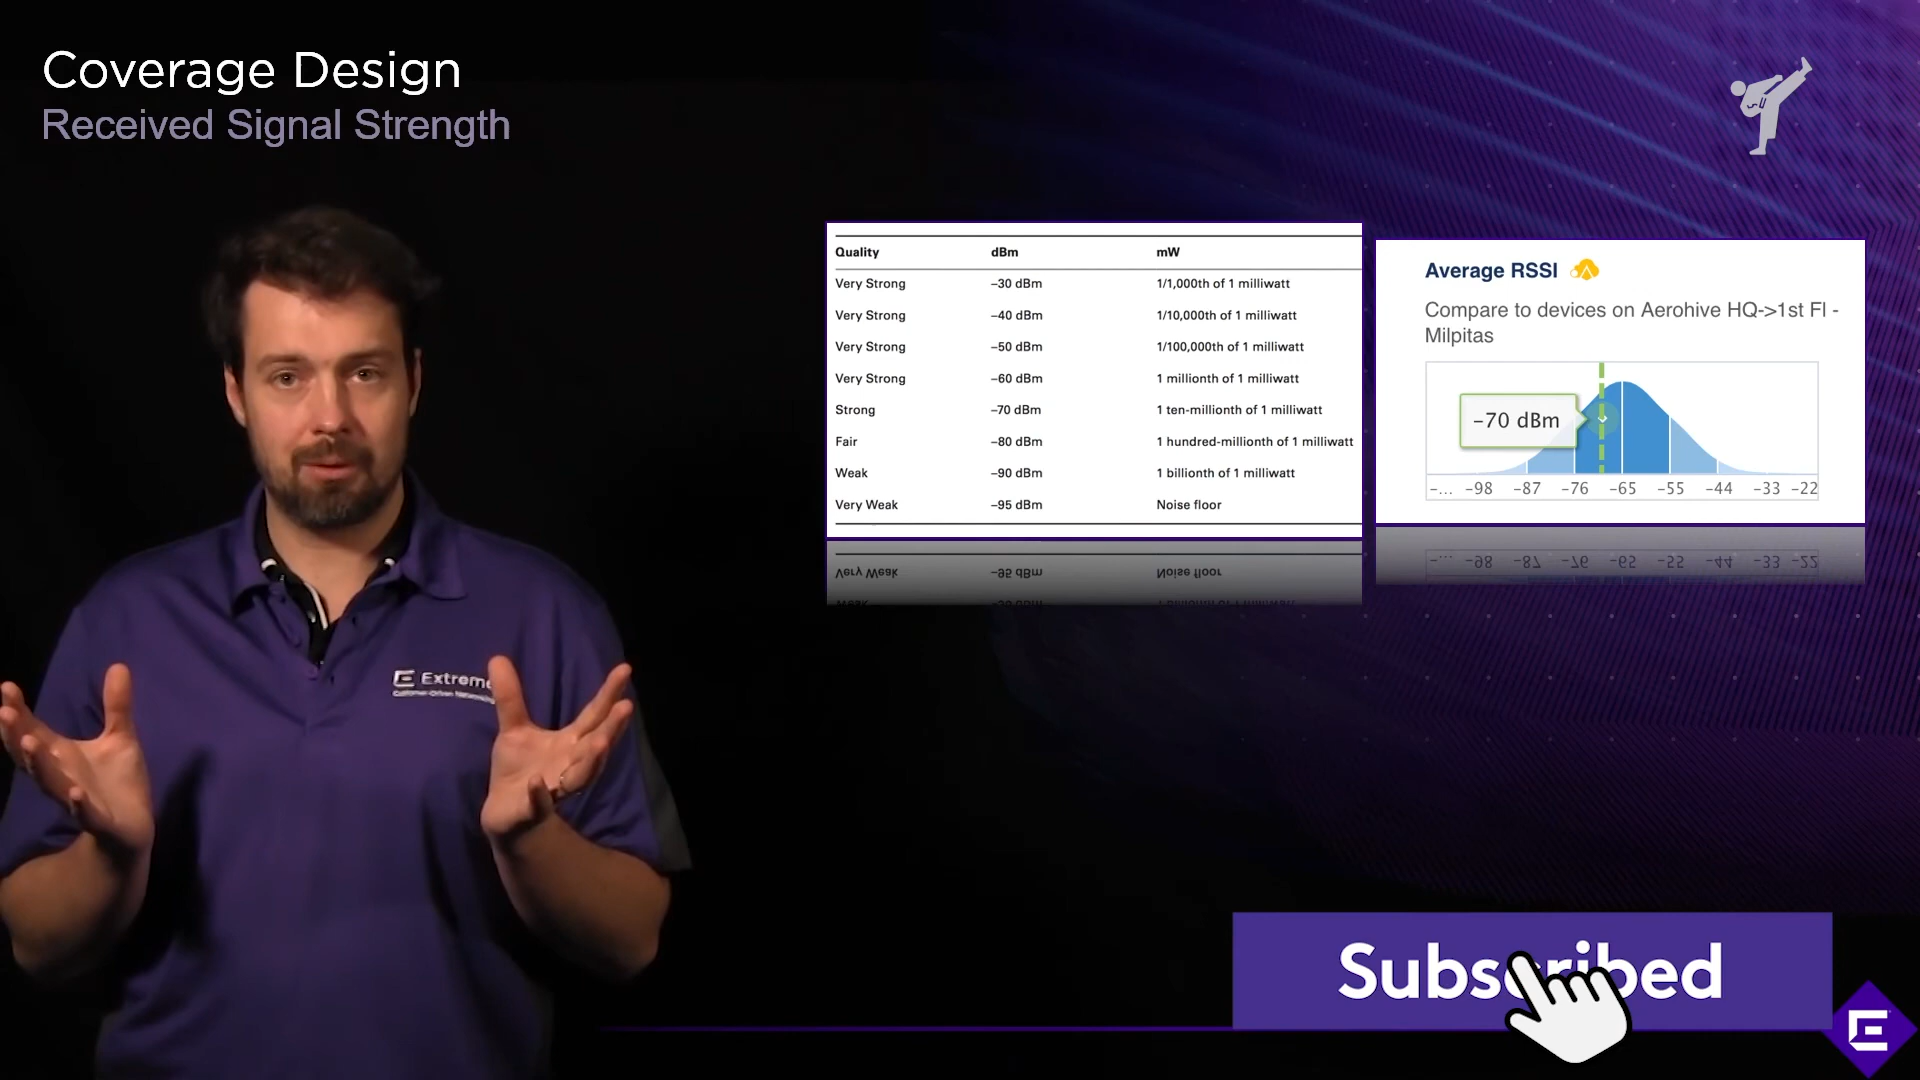 Coverage Design
Received Signal Strength
Quality dBm mW
Very Strong –30 dBm 1/1,000th of 1 milliwatt
Very Strong –40 dBm 1/10,000th of 1 milliwatt
Very Strong –50 dBm 1/100,000th of 1 milliwatt
Very Strong –60 dBm 1 millionth of 1 milliwatt
Strong –70 dBm 1 ten-millionth of 1 milliwatt
Fair –80 dBm 1 hundred-millionth of 1 milliwatt
Weak –90 dBm 1 billionth of 1 milliwatt
Very Weak –95 dBm Noise floor
Average RSSI
Compare to devices on Aerohive HQ->1st Fl -
Milpitas
–70 dBm
-... -98 -87 -76 -65 -55 -44 -33 -22
Extreme
Customer-Driven Networking
Subscribed